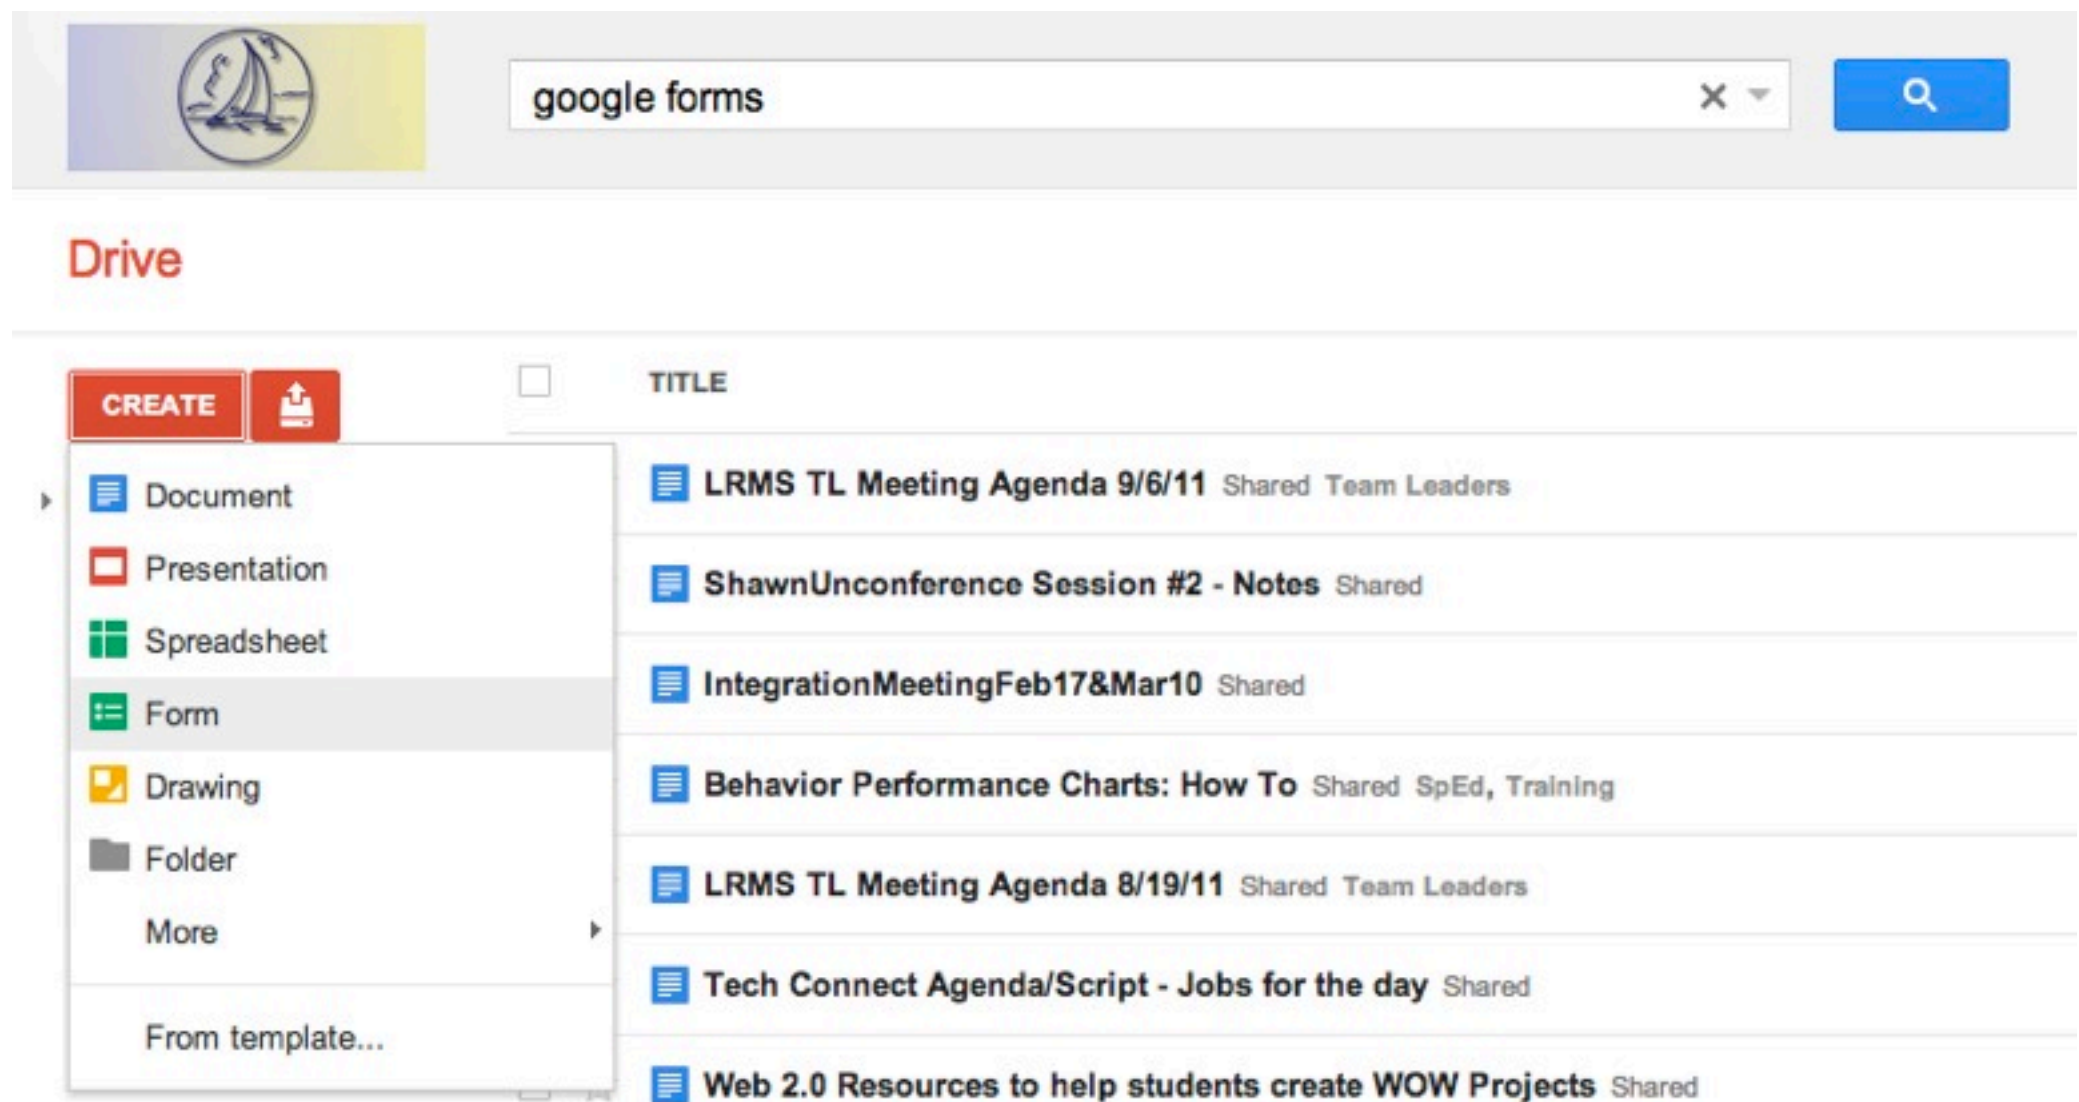 google forms
Drive
CREATE
TITLE
Document
Presentation
Spreadsheet
Form
Drawing
Folder
More
From template...
LRMS TL Meeting Agenda 9/6/11 Shared Team Leaders
ShawnUnconference Session #2 - Notes Shared
IntegrationMeetingFeb17&Mar10 Shared
Behavior Performance Charts: How To Shared SpEd, Training
LRMS TL Meeting Agenda 8/19/11 Shared Team Leaders
Tech Connect Agenda/Script - Jobs for the day Shared
Web 2.0 Resources to help students create WOW Projects Shared